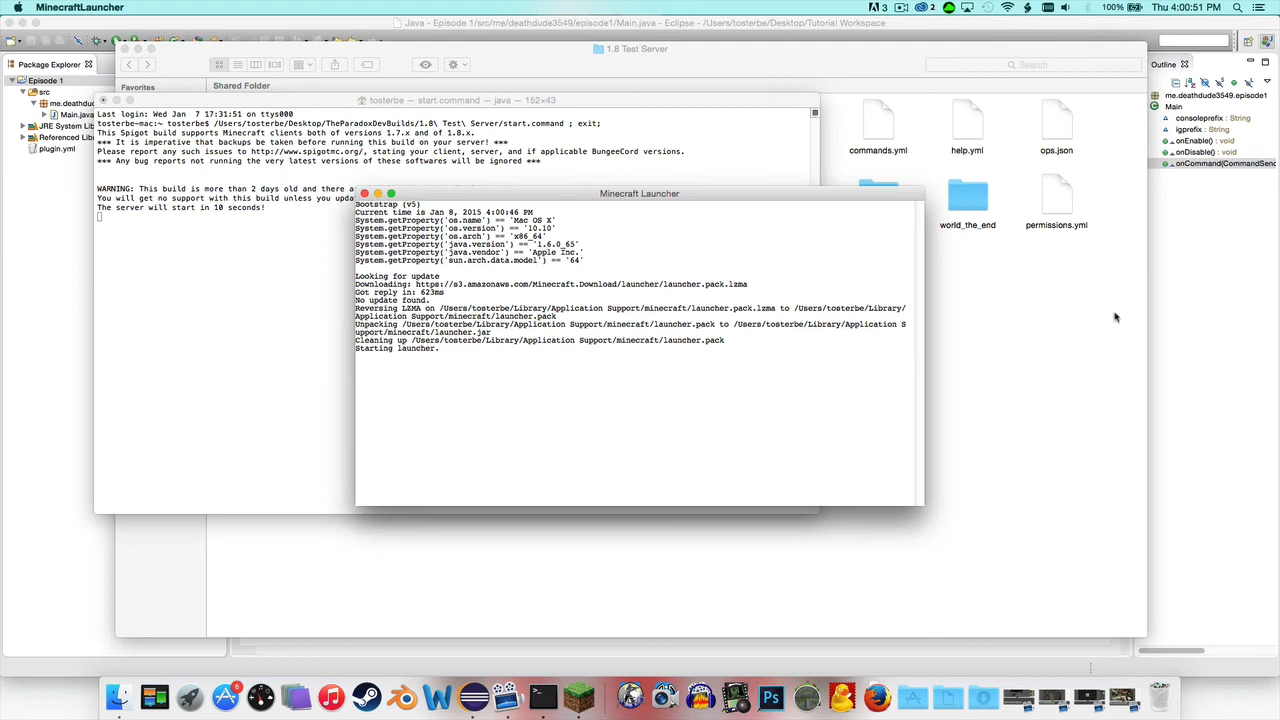 MinecraftLauncher
3
2
100%
Thu 4:00:51 PM
Java - Episode 1/src/me/deathdude3549/episode1/Main.java - Eclipse - /Users/tosterbe/Desktop/Tutorial Workspace
1.8 Test Server
Package Explorer
Search
Outline
Episode 1
src
me.deathdu
Main.java
JRE System Lib
Referenced Lib
plugin.yml
Favorites
Shared Folder
tosterbe — start.command — java — 152×43
Last login: Wed Jan  7 17:31:51 on ttys000
tosterbe-mac:~ tosterbe$ /Users/tosterbe/Desktop/TheParadoxDevBuilds/1.8\ Test\ Server/start.command ; exit;
This Spigot build supports Minecraft clients both of versions 1.7.x and of 1.8.x.
*** It is imperative that backups be taken before running this build on your server! ***
Please report any such issues to http://www.spigotmc.org/, stating your client, server, and if applicable BungeeCord versions.
*** Any bug reports not running the very latest versions of these softwares will be ignored ***
WARNING: This build is more than 2 days old and there a
You will get no support with this build unless you upda
The server will start in 10 seconds!
Minecraft Launcher
Bootstrap (v5)
Current time is Jan 8, 2015 4:00:46 PM
System.getProperty('os.name') == 'Mac OS X'
System.getProperty('os.version') == '10.10'
System.getProperty('os.arch') == 'x86_64'
System.getProperty('java.version') == '1.6.0_65'
System.getProperty('java.vendor') == 'Apple Inc.'
System.getProperty('sun.arch.data.model') == '64'
Looking for update
Downloading: https://s3.amazonaws.com/Minecraft.Download/launcher/launcher.pack.lzma
Got reply in: 623ms
No update found.
Reversing LZMA on /Users/tosterbe/Library/Application Support/minecraft/launcher.pack.lzma to /Users/tosterbe/Library/
Application Support/minecraft/launcher.pack
Unpacking /Users/tosterbe/Library/Application Support/minecraft/launcher.pack to /Users/tosterbe/Library/Application S
upport/minecraft/launcher.jar
Cleaning up /Users/tosterbe/Library/Application Support/minecraft/launcher.pack
Starting launcher.
commands.yml
help.yml
ops.json
world_the_end
permissions.yml
me.deathdude3549.episode1
Main
consoleprefix : String
igprefix : String
onEnable() : void
onDisable() : void
onCommand(CommandSend
6
Ps